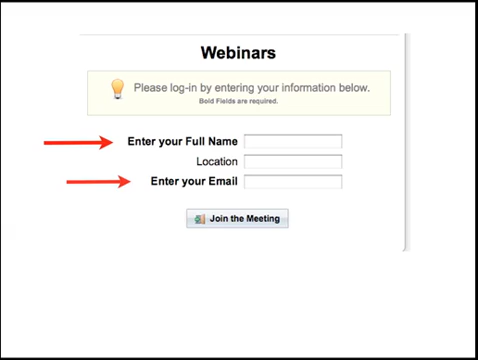 Webinars
Please log-in by entering your information below.
Bold Fields are required.
Enter your Full Name
Location
Enter your Email
Join the Meeting